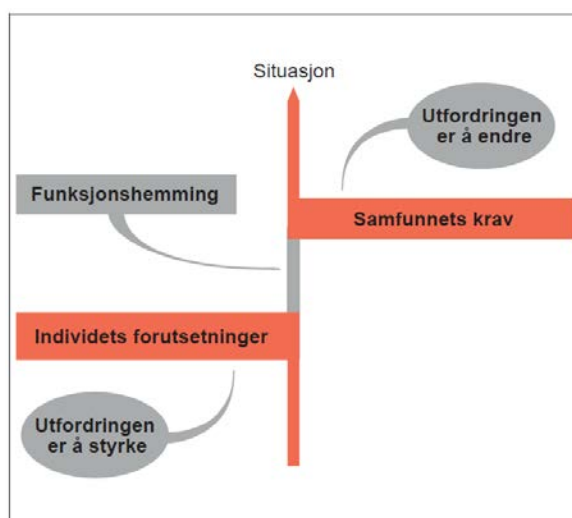 Situasjon
Utfordringen
er å endre
Funksjonshemming
Samfunnets krav
Individets forutsetninger
Utfordringen
er å styrke